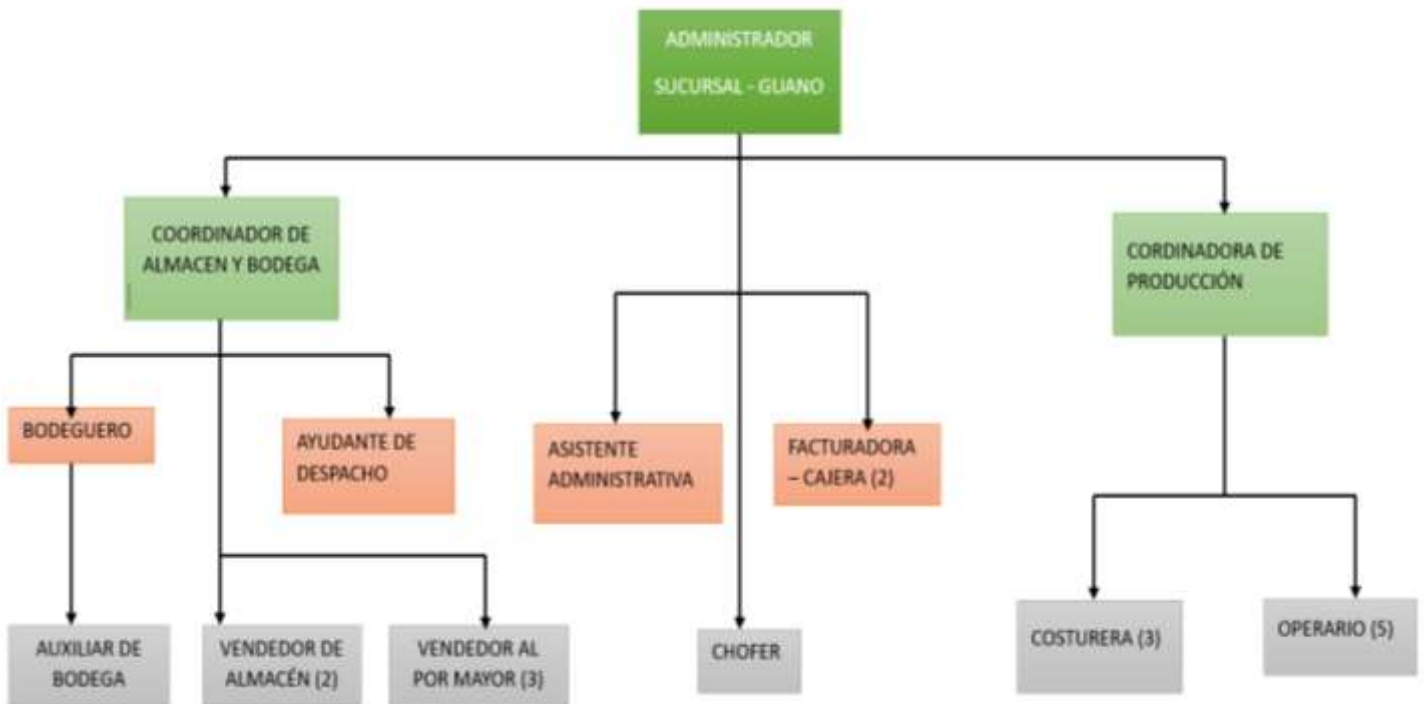 ADMINISTRADOR
SUCURSAL - GUANO
COORDINADOR DE
ALMACEN Y BODEGA
CORDINADORA DE
PRODUCCIÓN
BODEGUERO
AYUDANTE DE
DESPACHO
ASISTENTE
ADMINISTRATIVA
FACTURADORA
– CAJERA (2)
AUXILIAR DE
BODEGA
VENDEDOR DE
ALMACÉN (2)
VENDEDOR AL
POR MAYOR (3)
CHOFER
COSTURERA (3)
OPERARIO (5)